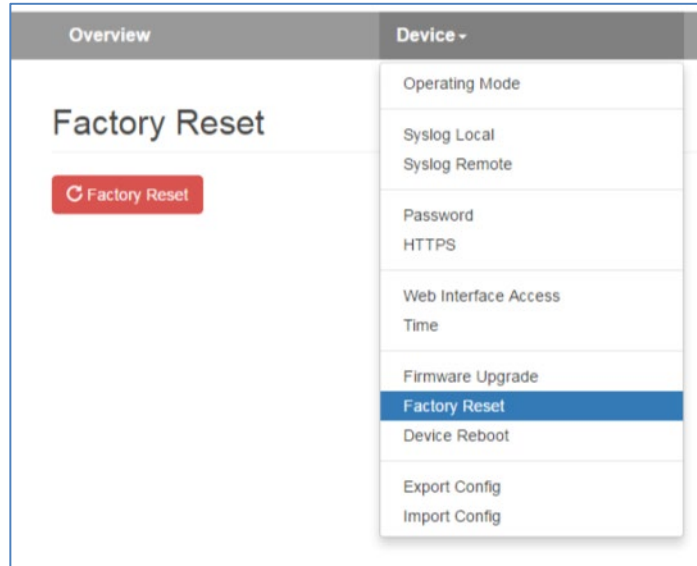 Overview
Device
Factory Reset
Factory Reset
Operating Mode
Syslog Local
Syslog Remote
Password
HTTPS
Web Interface Access
Time
Firmware Upgrade
Factory Reset
Device Reboot
Export Config
Import Config